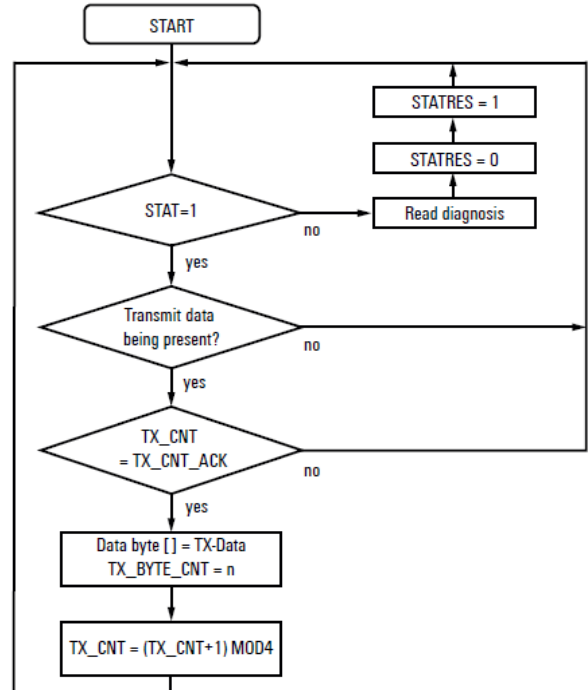 START
STATRES = 1
STATRES = 0
Read diagnosis
STAT=1
no
yes
Transmit data
being present?
no
yes
TX_CNT
= TX_CNT_ACK
no
yes
Data byte [ ] = TX-Data
TX_BYTE_CNT = n
TX_CNT = (TX_CNT+1) MOD4